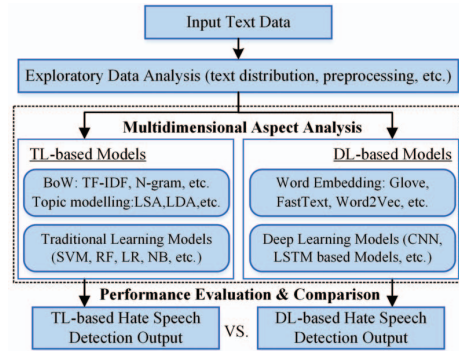 Input Text Data
Exploratory Data Analysis (text distribution, preprocessing, etc.)
Multidimensional Aspect Analysis
TL-based Models
BoW: TF-IDF, N-gram, etc.
Topic modelling:LSA,LDA,etc.
Traditional Learning Models
(SVM, RF, LR, NB, etc.)
DL-based Models
Word Embedding: Glove,
FastText, Word2Vec, etc.
Deep Learning Models (CNN,
LSTM based Models, etc.)
Performance Evaluation & Comparison
TL-based Hate Speech
Detection Output
VS.
DL-based Hate Speech
Detection Output